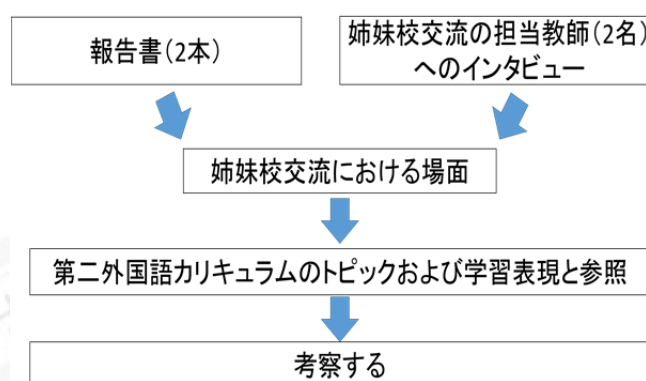 報告書(2本)
姉妹校交流の担当教師(2名)
へのインタビュー
姉妹校交流における場面
第二外国語カリキュラムのトピックおよび学習表現と参照
考察する